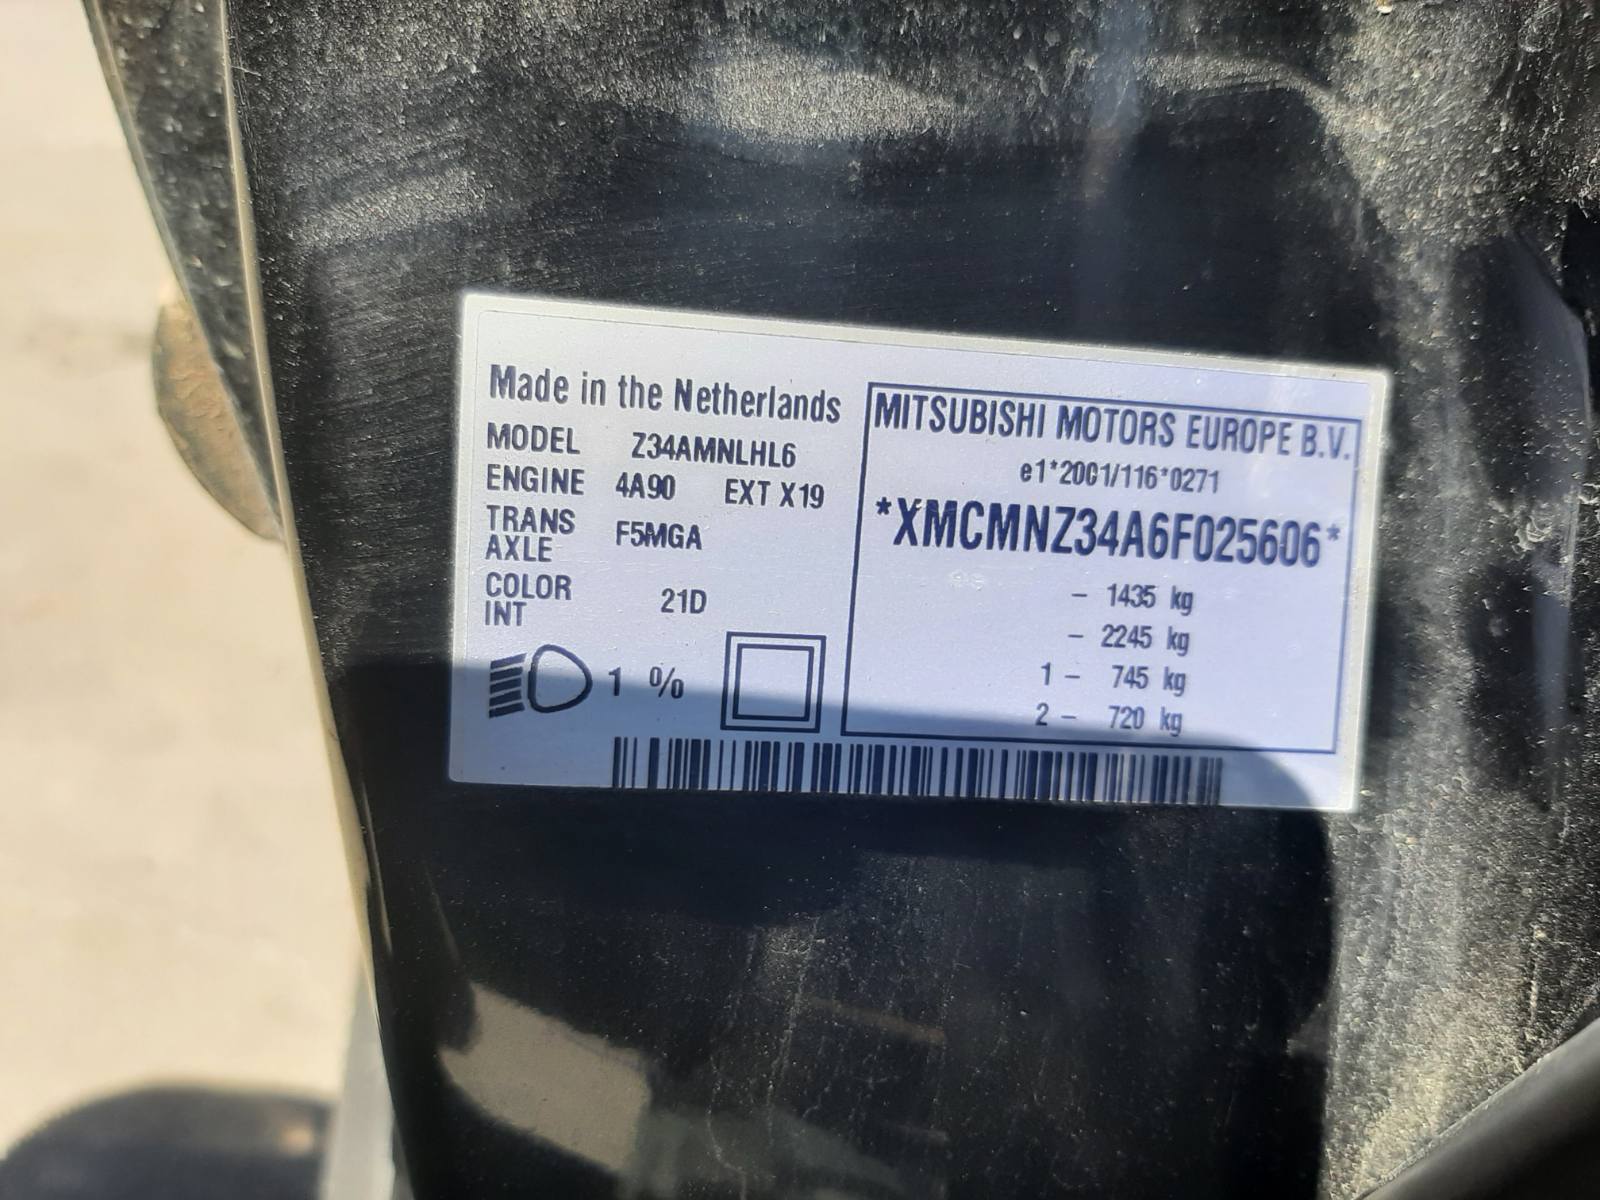 Made in the Netherlands
MODEL Z34AMNLHL6
ENGINE 4A90 EXT X19
TRANS
AXLE F5MGA
COLOR
INT 21D
1 %
MITSUBISHI MOTORS EUROPE B.V.
e1*2001/116*0271
*XMCMNZ34A6F025606*
– 1435 kg
– 2245 kg
1 – 745 kg
2 – 720 kg